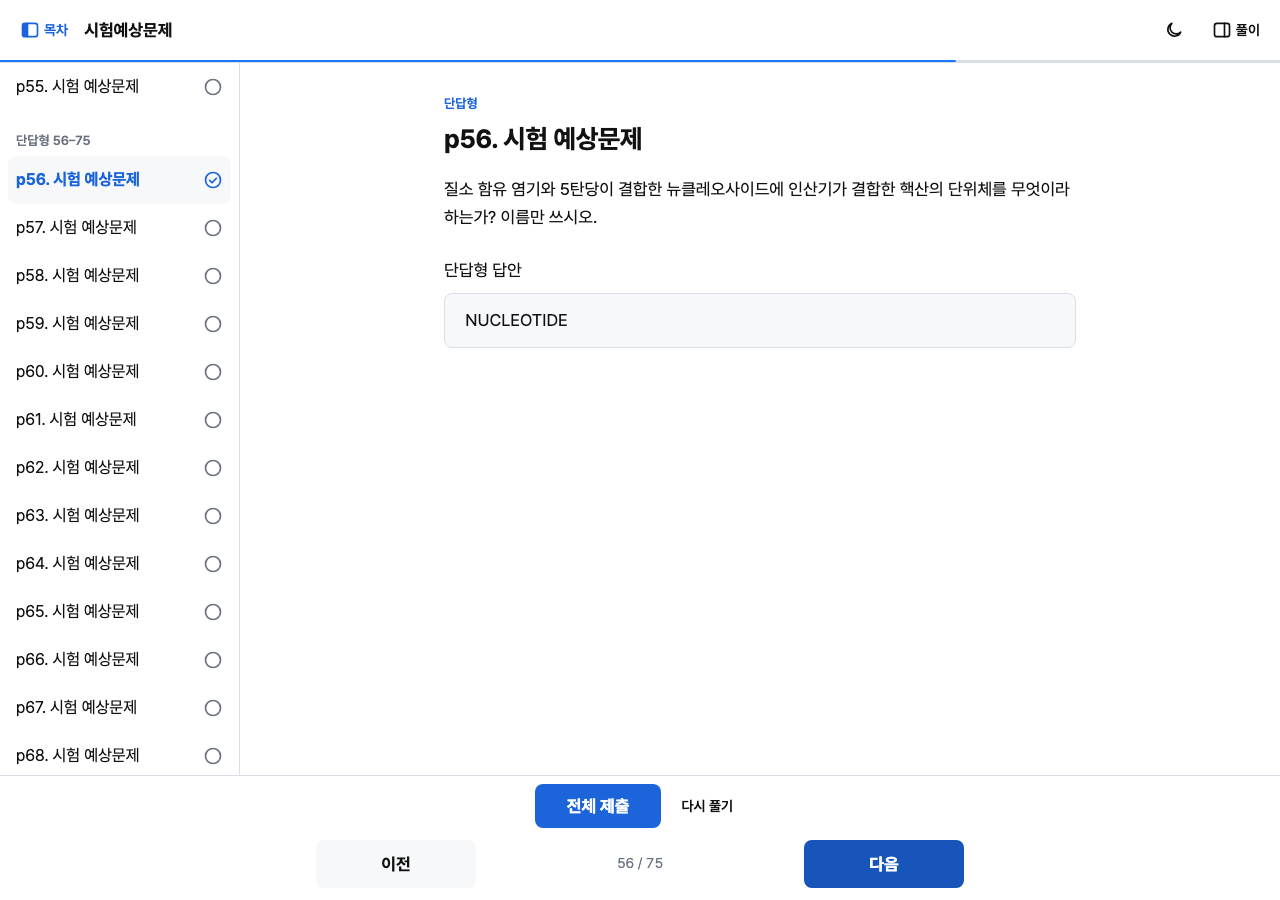 목차
시험예상문제
풀이
p55. 시험 예상문제
단답형 56–75
p56. 시험 예상문제
p57. 시험 예상문제
p58. 시험 예상문제
p59. 시험 예상문제
p60. 시험 예상문제
p61. 시험 예상문제
p62. 시험 예상문제
p63. 시험 예상문제
p64. 시험 예상문제
p65. 시험 예상문제
p66. 시험 예상문제
p67. 시험 예상문제
p68. 시험 예상문제
단답형
p56. 시험 예상문제
질소 함유 염기와 5탄당이 결합한 뉴클레오사이드에 인산기가 결합한 핵산의 단위체를 무엇이라
하는가? 이름만 쓰시오.
단답형 답안
NUCLEOTIDE
전체 제출
다시 풀기
이전
56 / 75
다음